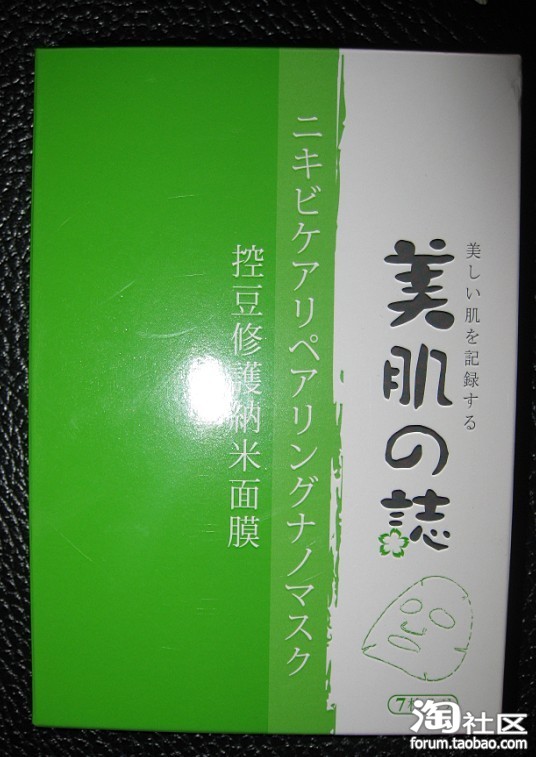 美しい肌を記録する
美肌の誌
ニキビケアリペアリングナノマスク
控豆修護納米面膜
淘社区
forum.taobao.com